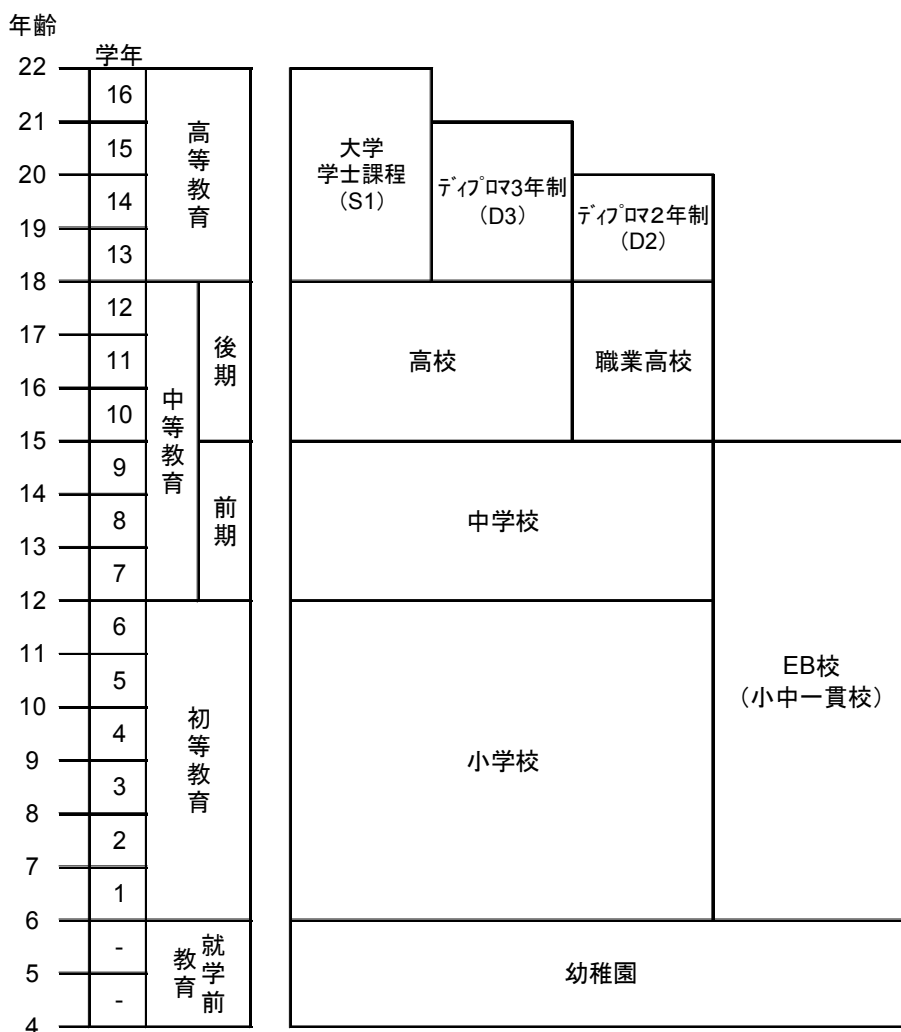 年齢
学年
22
16
21
15
20
14
19
13
18
12
17
11
16
10
15
9
14
8
13
7
12
6
11
5
10
4
9
3
8
2
7
1
6
-
5
-
4
高等教育
中等教育
後期
前期
初等教育
就学前
教育
大学
学士課程
(S1)
ディプロマ3年制
(D3)
ディプロマ２年制
(D2)
高校
職業高校
中学校
小学校
EB校
（小中一貫校）
幼稚園